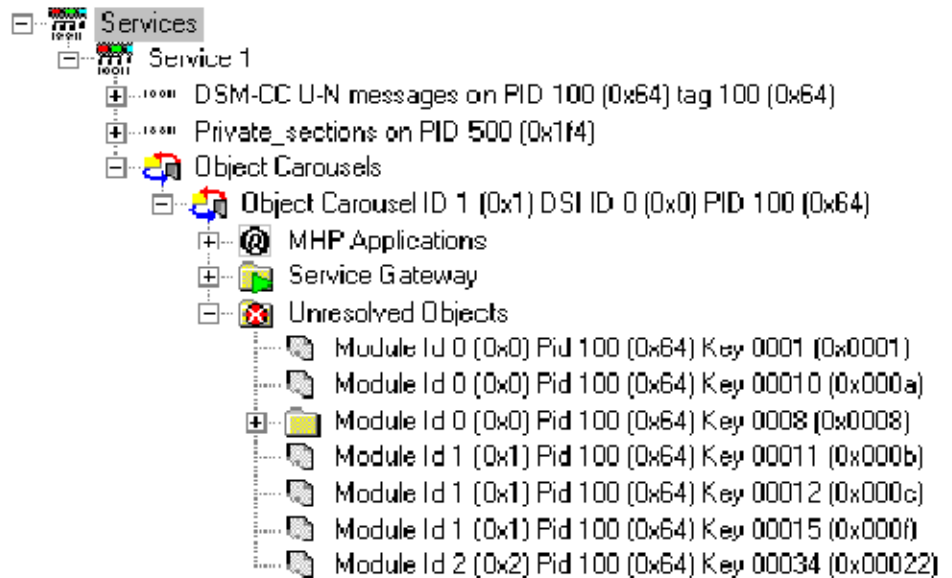 Services
Service 1
DSM-CC U-N messages on PID 100 (0x64) tag 100 (0x64)
Private_sections on PID 500 (0x1f4)
Object Carousels
Object Carousel ID 1 (0x1) DSI ID 0 (0x0) PID 100 (0x64)
MHP Applications
Service Gateway
Unresolved Objects
Module Id 0 (0x0) Pid 100 (0x64) Key 0001 (0x0001)
Module Id 0 (0x0) Pid 100 (0x64) Key 00010 (0x000a)
Module Id 0 (0x0) Pid 100 (0x64) Key 0008 (0x0008)
Module Id 1 (0x1) Pid 100 (0x64) Key 00011 (0x000b)
Module Id 1 (0x1) Pid 100 (0x64) Key 00012 (0x000c)
Module Id 1 (0x1) Pid 100 (0x64) Key 00015 (0x000f)
Module Id 2 (0x2) Pid 100 (0x64) Key 00034 (0x00022)